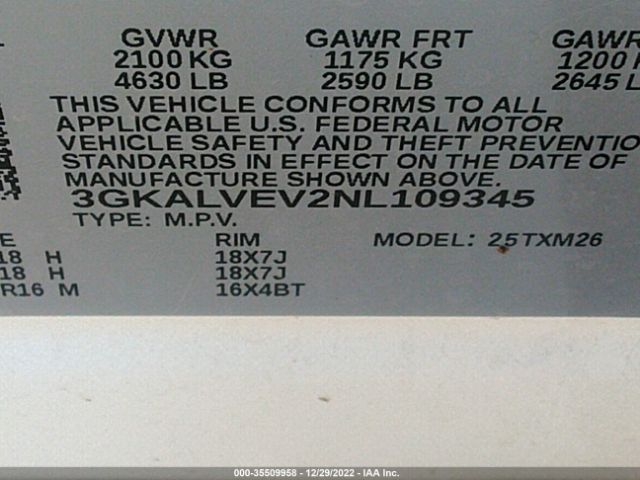 GVWR GAWR FRT GAWR
2100 KG 1175 KG 1200 K
4630 LB 2590 LB 2645 L
THIS VEHICLE CONFORMS TO ALL
APPLICABLE U.S. FEDERAL MOTOR
VEHICLE SAFETY AND THEFT PREVENTIO
STANDARDS IN EFFECT ON THE DATE OF
MANUFACTURE SHOWN ABOVE.
3GKALVEV2NL109345
TYPE: M.P.V.
E RIM MODEL: 25TXM26
18 H 18X7J
18 H 18X7J
R16 M 16X4BT
000-35509958 - 12/29/2022 - IAA Inc.